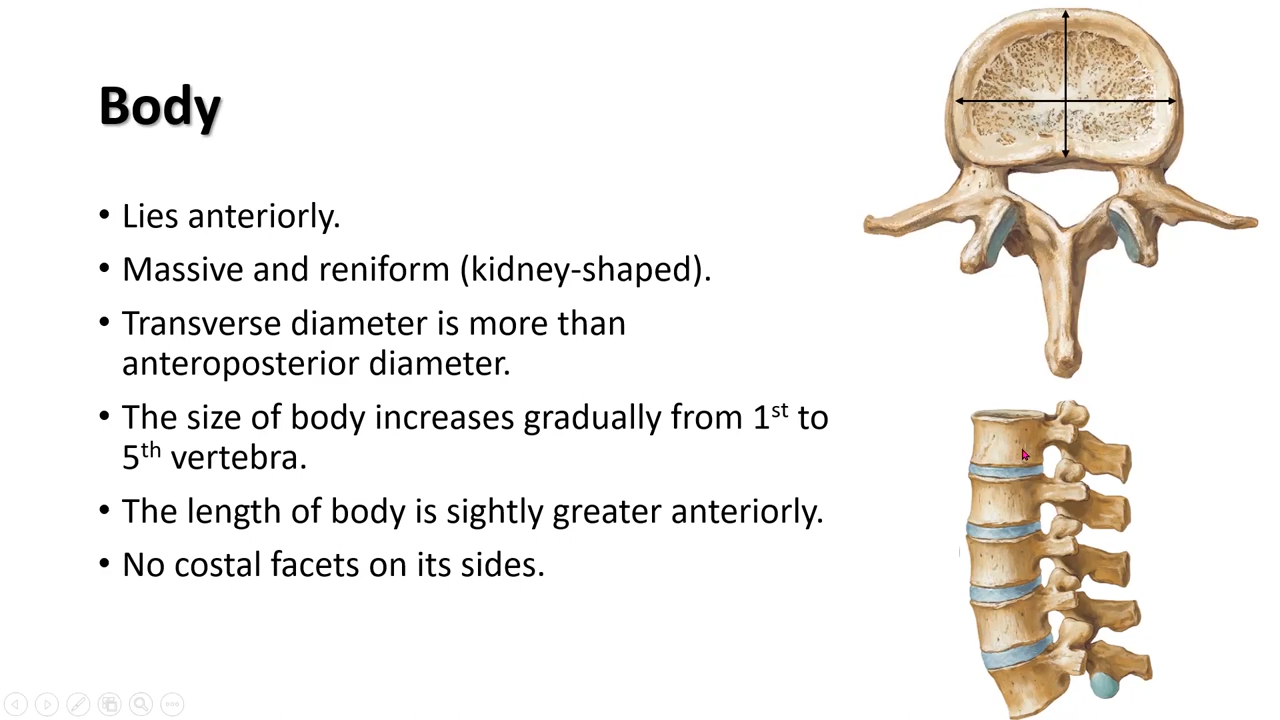 Body
• Lies anteriorly.
• Massive and reniform (kidney-shaped).
• Transverse diameter is more than
anteroposterior diameter.
• The size of body increases gradually from 1st to
5th vertebra.
• The length of body is sightly greater anteriorly.
• No costal facets on its sides.